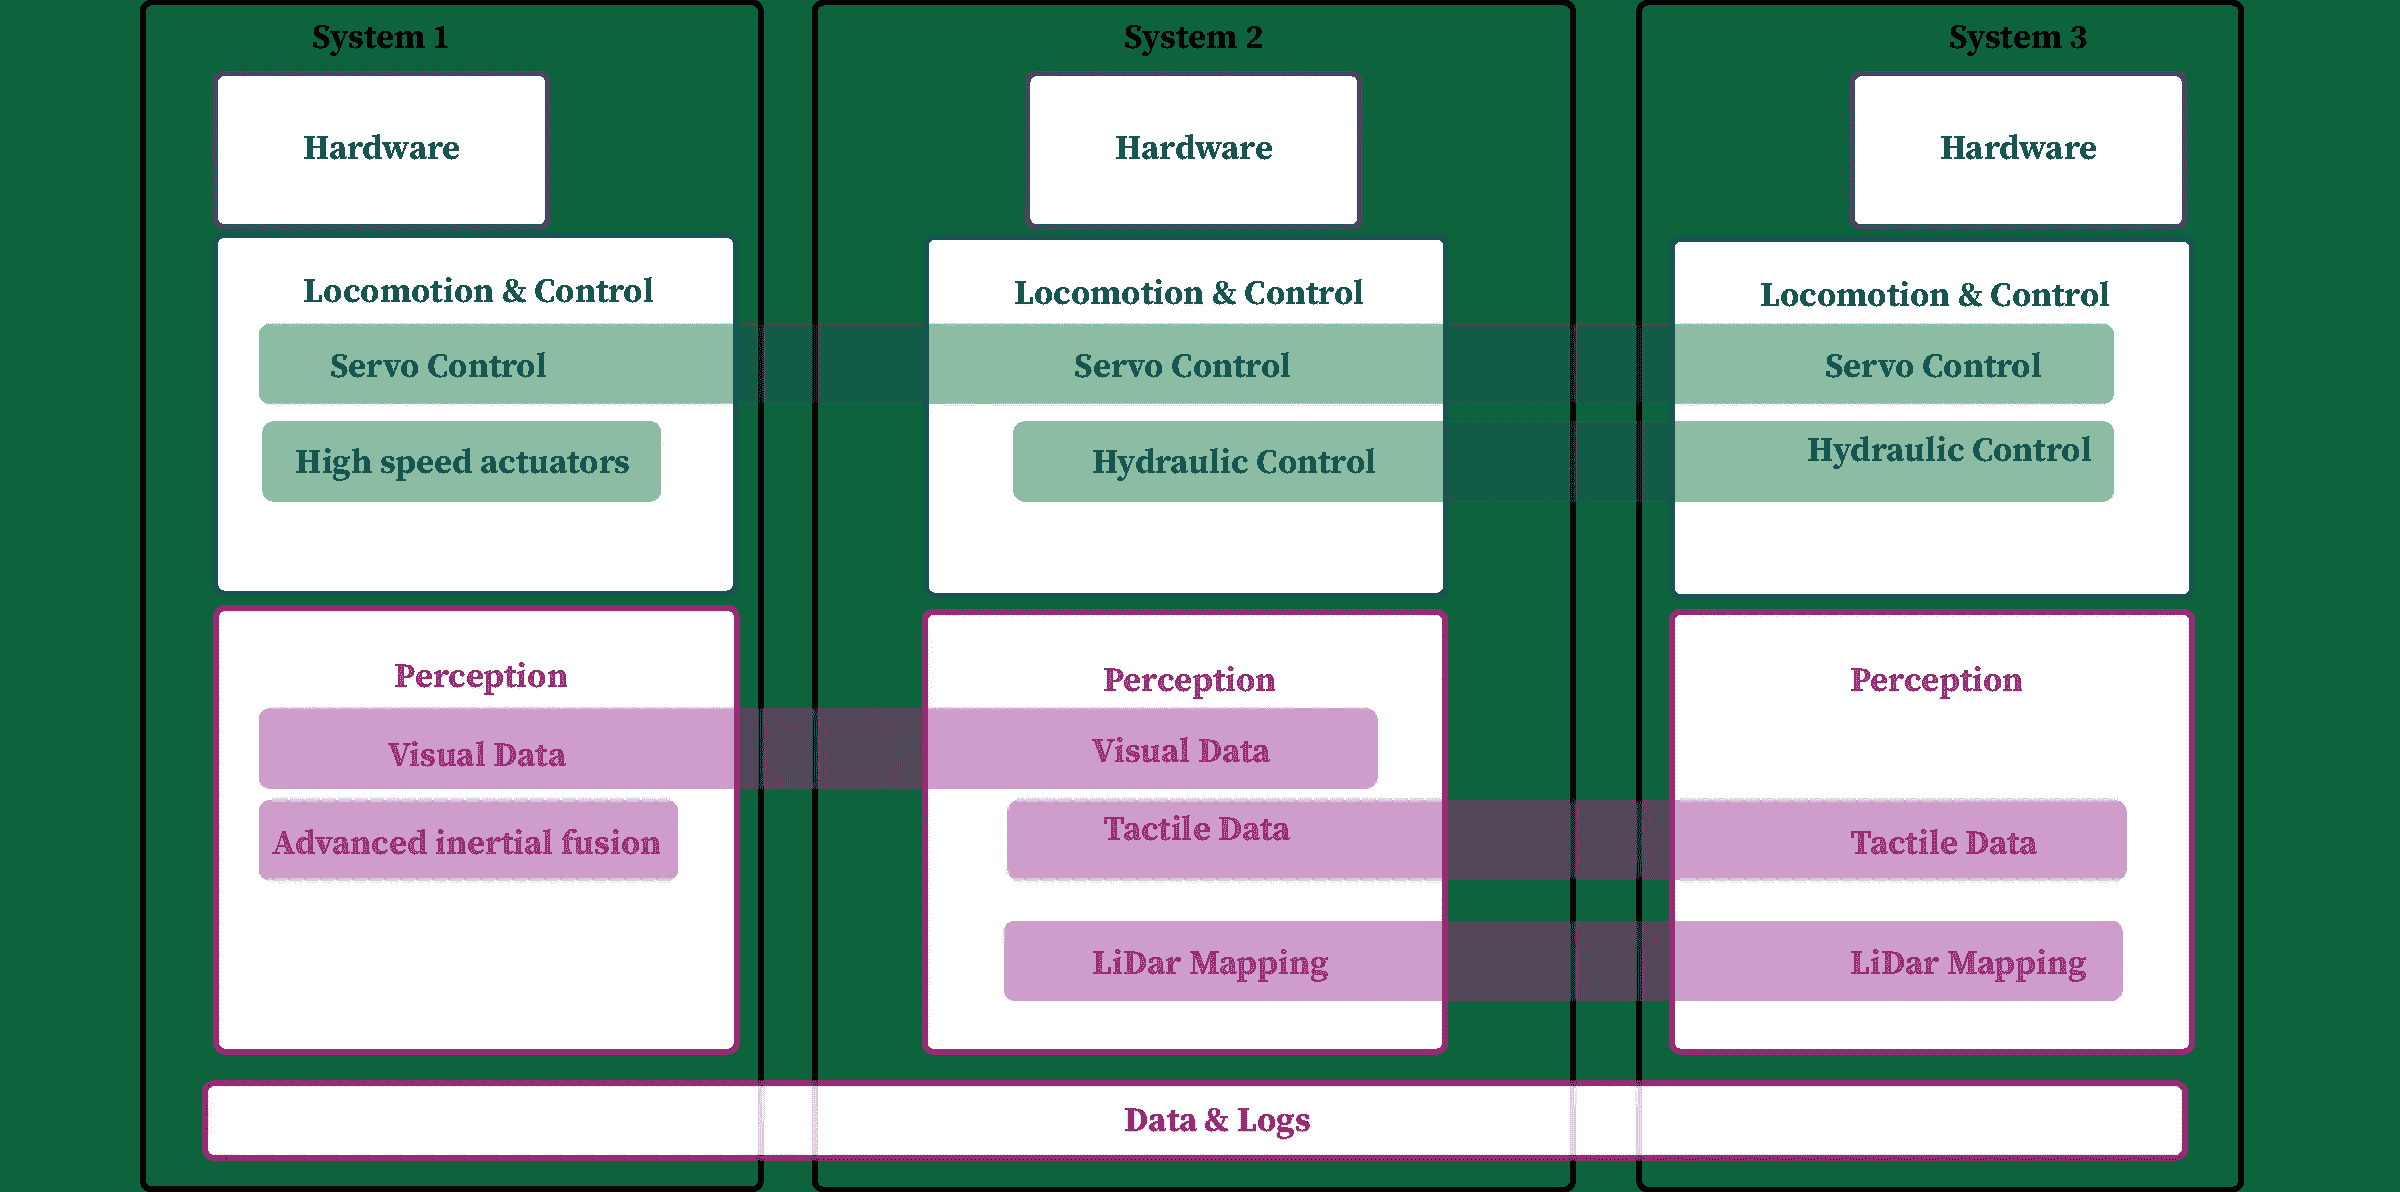 System 1
Hardware
Locomotion & Control
Servo Control
High speed actuators
Perception
Visual Data
Advanced inertial fusion
System 2
Hardware
Locomotion & Control
Servo Control
Hydraulic Control
Perception
Visual Data
Tactile Data
LiDar Mapping
System 3
Hardware
Locomotion & Control
Servo Control
Hydraulic Control
Perception
Tactile Data
LiDar Mapping
Data & Logs